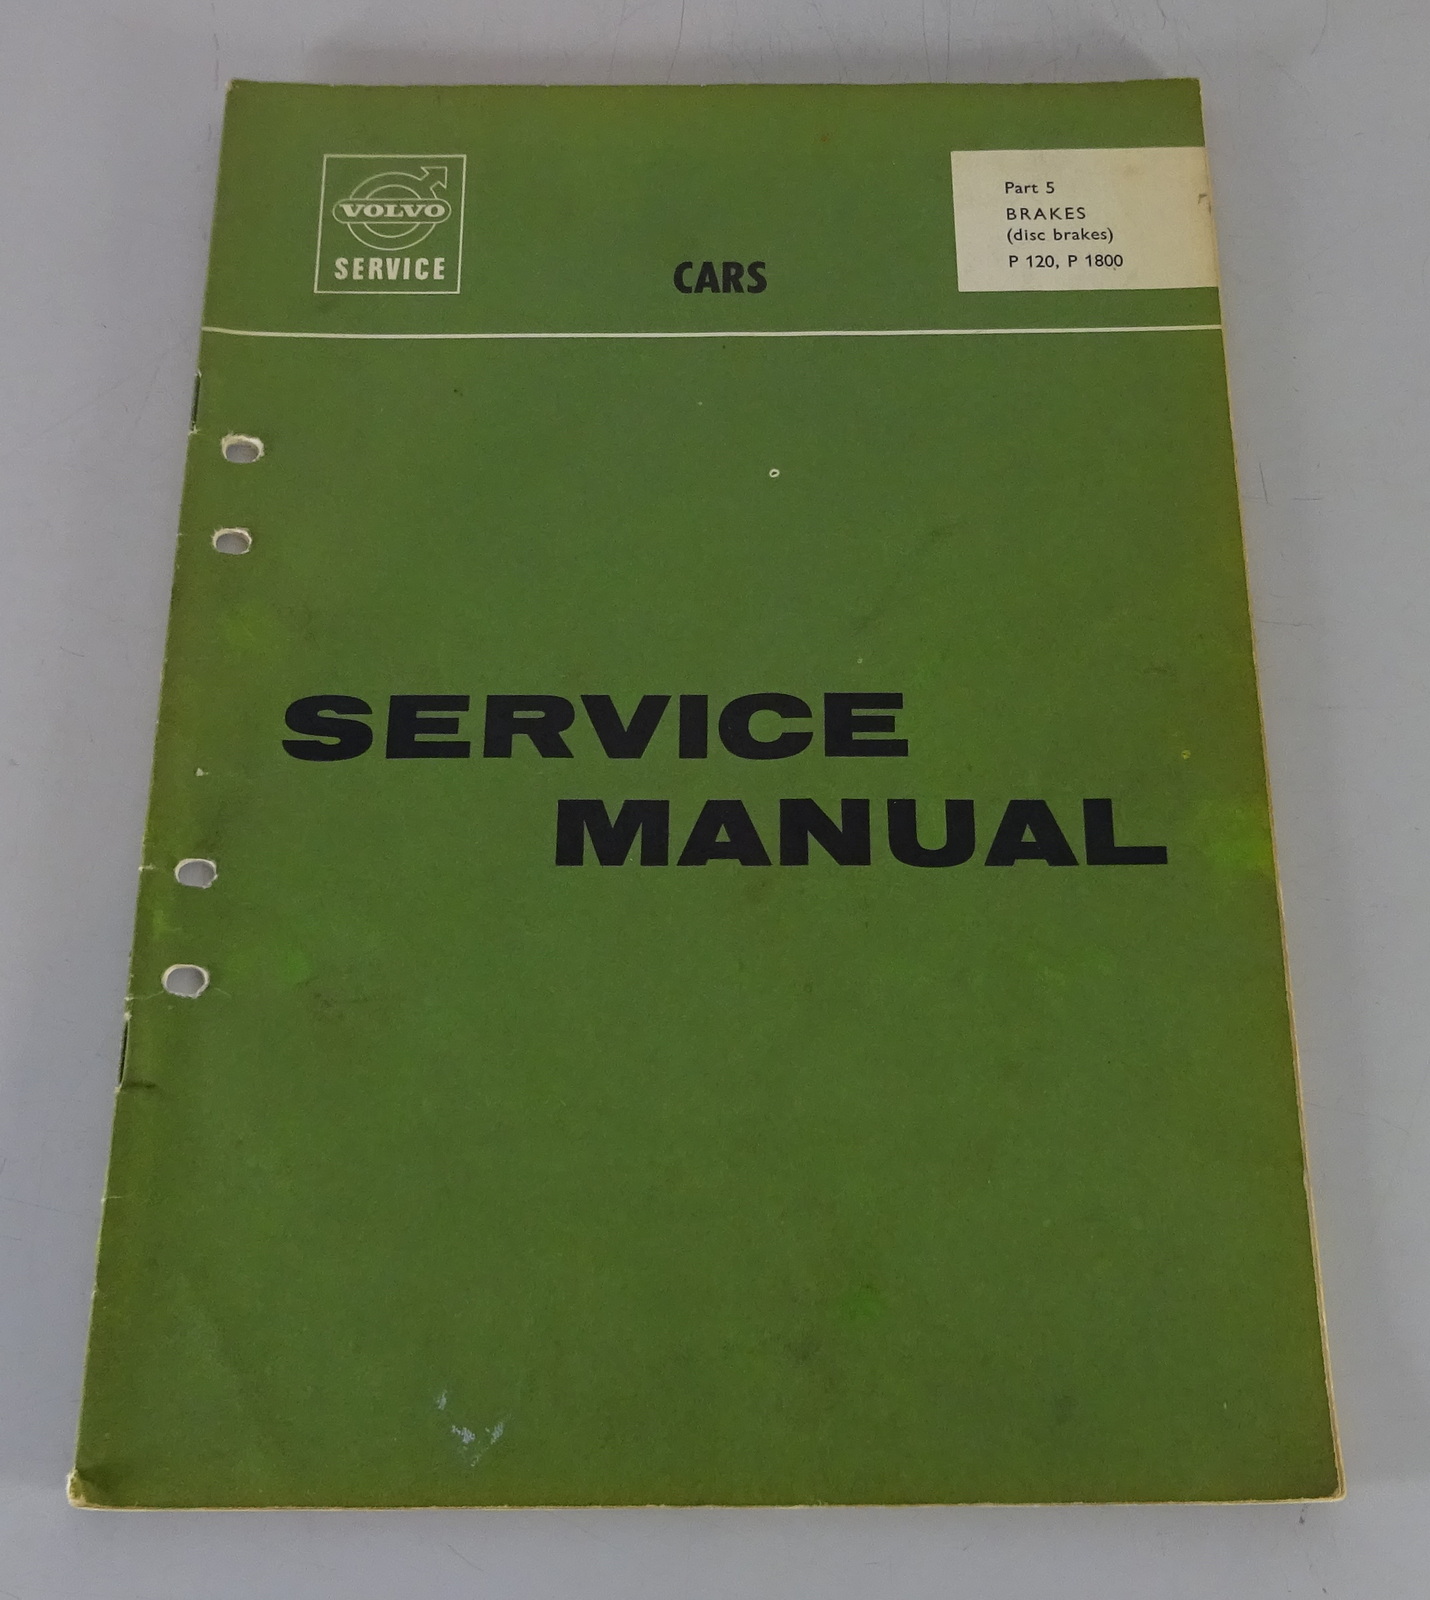 VOLVO
SERVICE
CARS
Part 5
BRAKES
(disc brakes)
P 120, P 1800
SERVICE
MANUAL